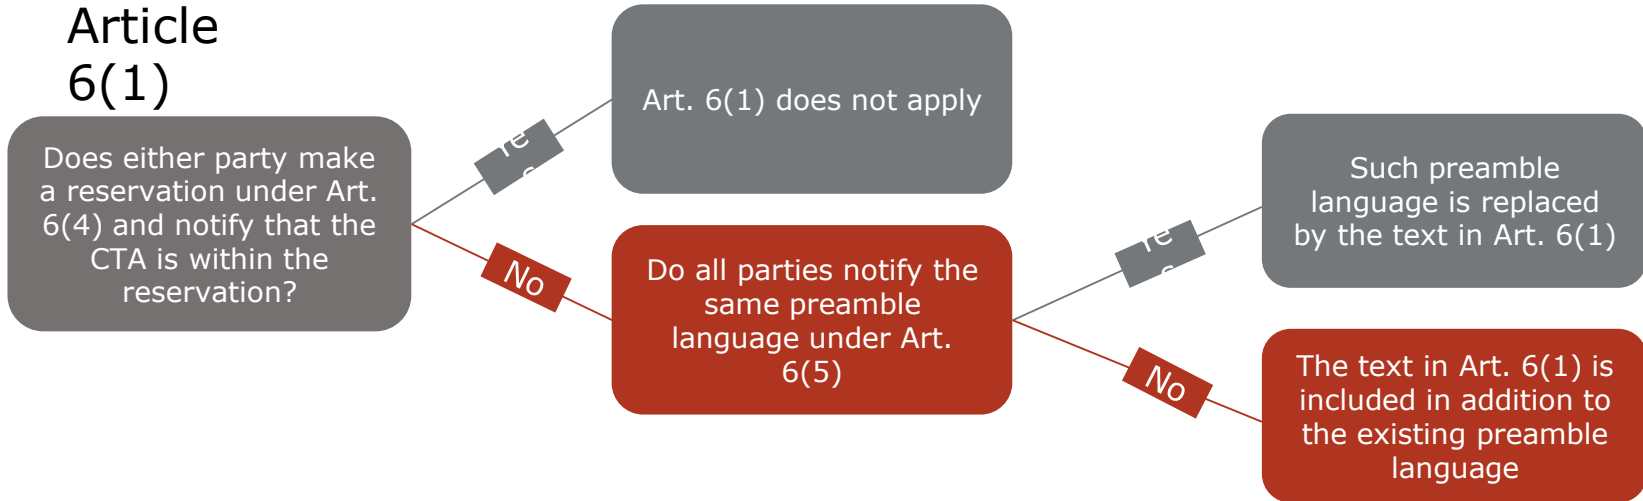 Article
6(1)
Does either party make
a reservation under Art.
6(4) and notify that the
CTA is within the
reservation?
Art. 6(1) does not apply
No
Do all parties notify the
same preamble
language under Art.
6(5)
Such preamble
language is replaced
by the text in Art. 6(1)
No
The text in Art. 6(1) is
included in addition to
the existing preamble
language